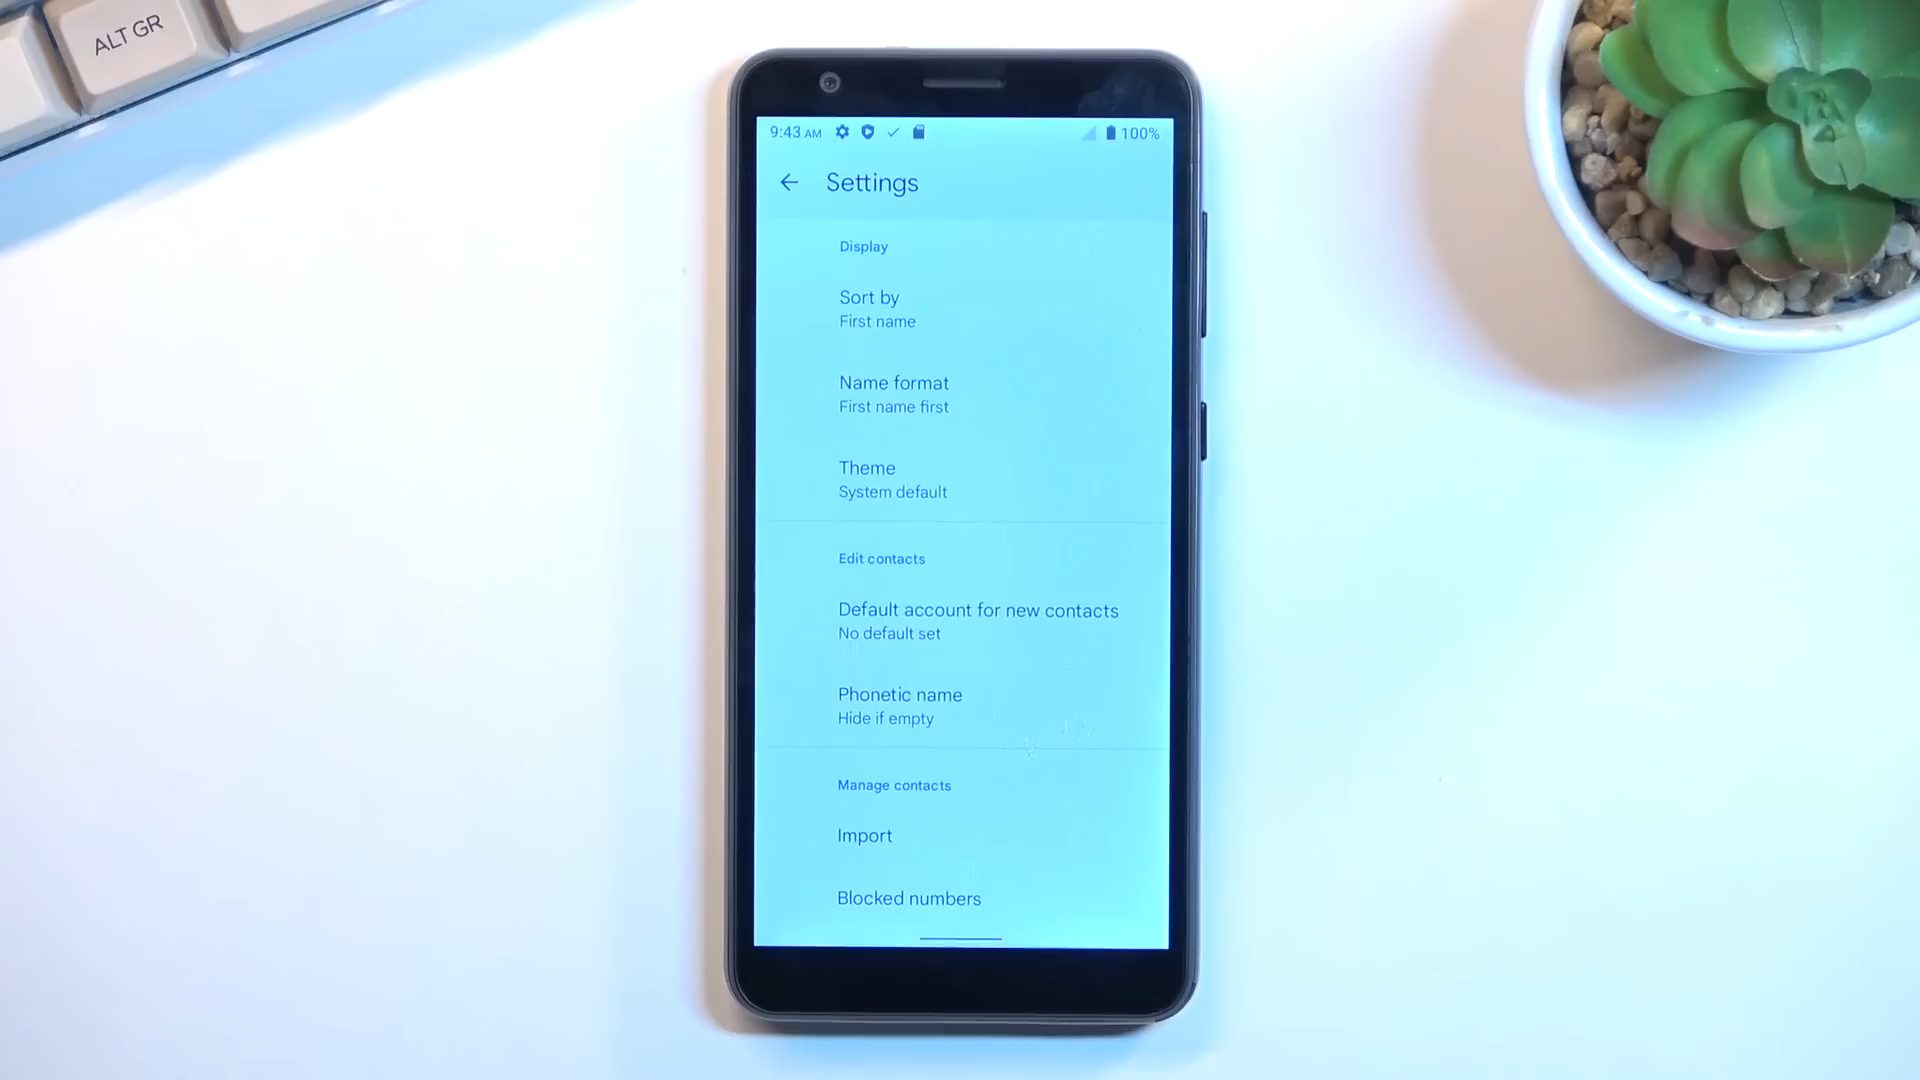 ALT GR
9:43 AM 100%
Settings
Display
Sort by
First name
Name format
First name first
Theme
System default
Edit contacts
Default account for new contacts
No default set
Phonetic name
Hide if empty
Manage contacts
Import
Blocked numbers